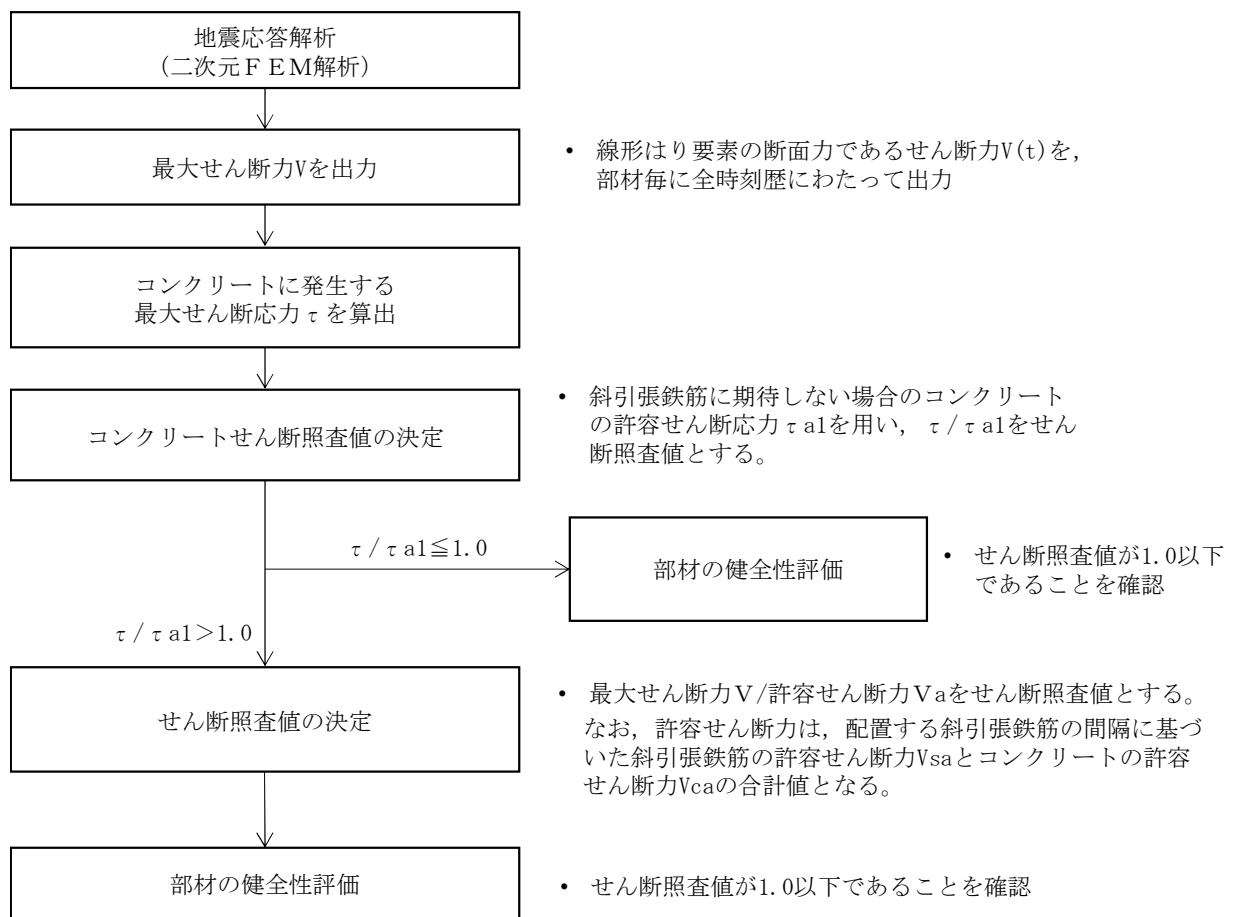 地震応答解析
(二次元ＦＥＭ解析)
最大せん断力Vを出力
• 線形はり要素の断面力であるせん断力V(t)を,
部材毎に全時刻歴にわたって出力
コンクリートに発生する
最大せん断応力τを算出
コンクリートせん断照査値の決定
• 斜引張鉄筋に期待しない場合のコンクリート
の許容せん断応力τa1を用い, τ/τa1をせん
断照査値とする。
τ/τa1≦1.0
部材の健全性評価
• せん断照査値が1.0以下
であることを確認
τ/τa1＞1.0
せん断照査値の決定
• 最大せん断力Ｖ/許容せん断力Ｖaをせん断照査値とする。
なお, 許容せん断力は, 配置する斜引張鉄筋の間隔に基づ
いた斜引張鉄筋の許容せん断力Vsaとコンクリートの許容
せん断力Vcaの合計値となる。
部材の健全性評価
• せん断照査値が1.0以下であることを確認